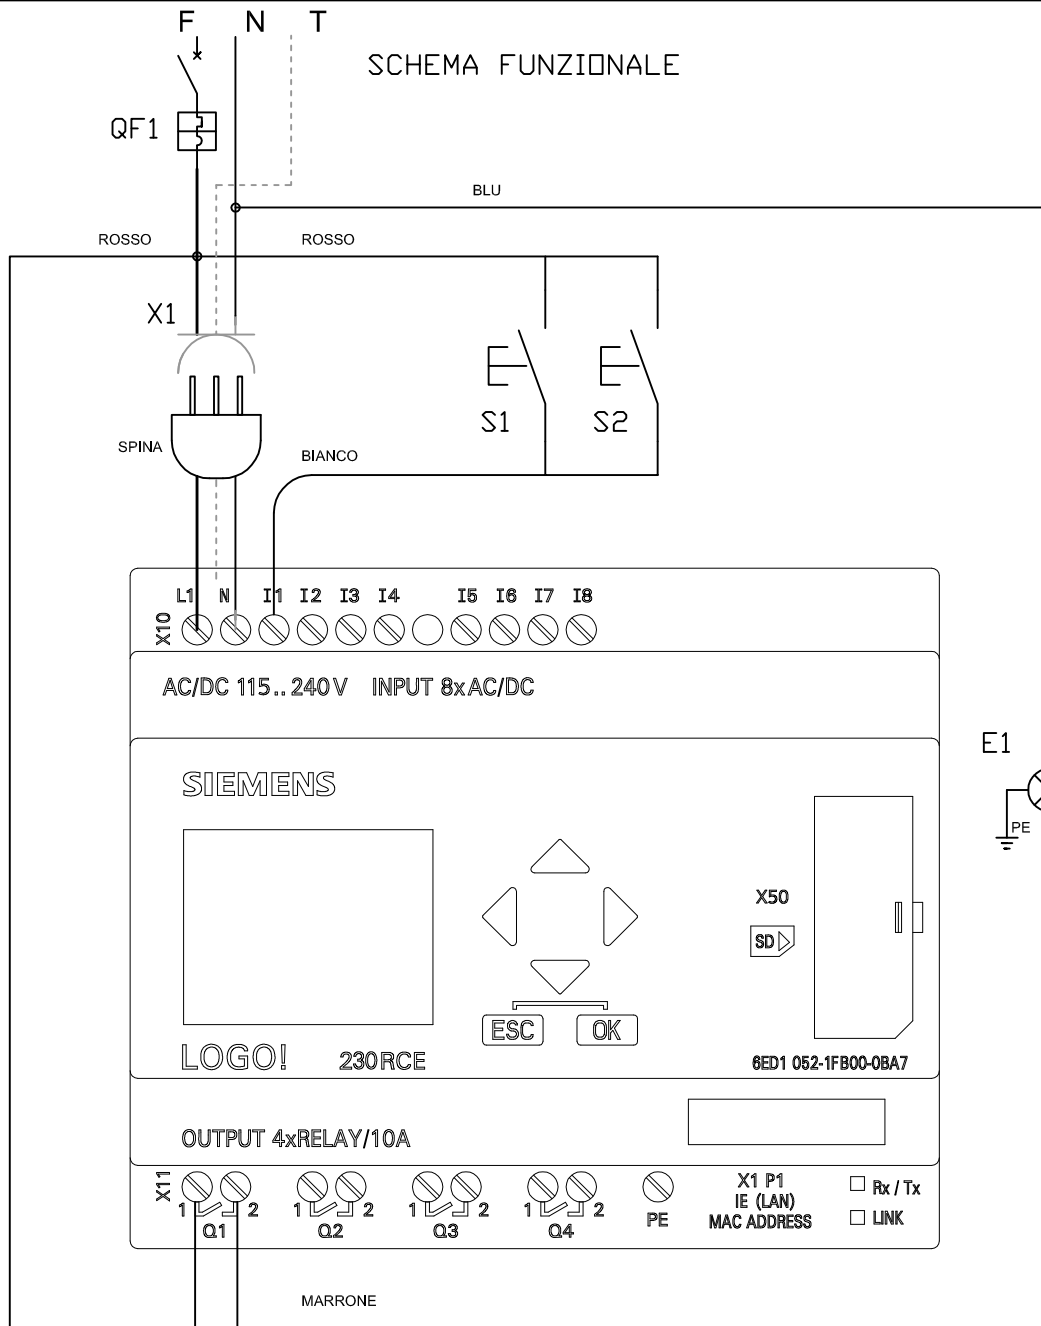 F N T
SCHEMA FUNZIONALE
QF1
BLU
ROSSO ROSSO
X1
S1 S2
SPINA
BIANCO
L1 N I1 I2 I3 I4 I5 I6 I7 I8
X10
AC/DC 115..240V INPUT 8xAC/DC
E1
SIEMENS
PE
X50
SD
ESC OK
LOGO! 230RCE
6ED1 052-1FB00-0BA7
OUTPUT 4xRELAY/10A
X11
1 2 1 2 1 2 1 2
Q1 Q2 Q3 Q4
PE
X1 P1
IE (LAN)
MAC ADDRESS
Rx / Tx
LINK
MARRONE